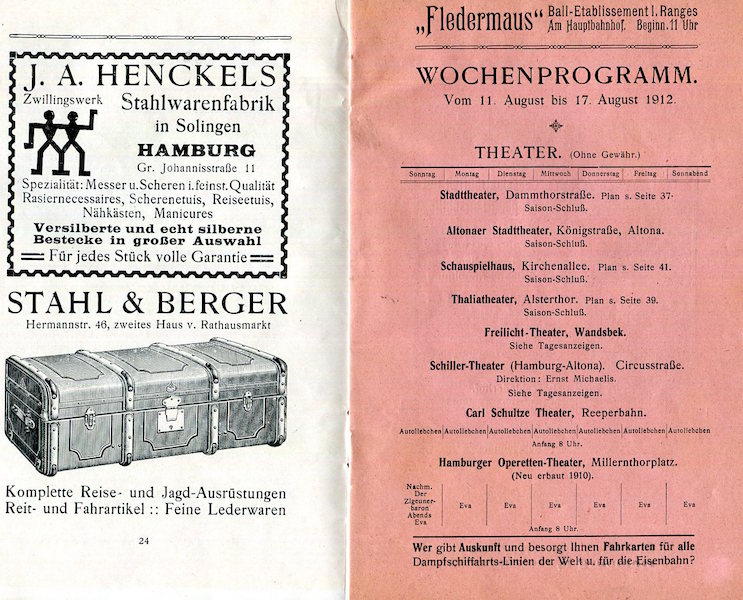 J. A. HENCKELS
Zwillingswerk
Stahlwarenfabrik
in Solingen
HAMBURG
Gr. Johannisstraße 11
Spezialität: Messer u. Scheren i. feinst. Qualität
Rasiernecessaires, Scherenetuis, Reiseetuis,
Nähkästen, Manicures
Versilberte und echt silberne
Bestecke in großer Auswahl
Für jedes Stück volle Garantie
STAHL & BERGER
Hermannstr. 46, zweites Haus v. Rathausmarkt
Komplette Reise- und Jagd-Ausrüstungen
Reit- und Fahrartikel :: Feine Lederwaren
24
„Fledermaus“ Ball-Etablissement I. Ranges
Am Hauptbahnhof. Beginn. 11 Uhr
WOCHENPROGRAMM.
Vom 11. August bis 17. August 1912.
THEATER. (Ohne Gewähr.)
Sonntag Montag Dienstag Mittwoch Donnerstag Freitag Sonnabend
Stadttheater, Dammthorstraße. Plan s. Seite 37.
Saison-Schluß.
Altonaer Stadttheater, Königstraße, Altona.
Saison-Schluß.
Schauspielhaus, Kirchenallee. Plan s. Seite 41.
Saison-Schluß.
Thaliatheater, Alsterthor. Plan s. Seite 39.
Saison-Schluß.
Freilicht-Theater, Wandsbek.
Siehe Tagesanzeigen.
Schiller-Theater (Hamburg-Altona). Circusstraße.
Direktion: Ernst Michaelis.
Siehe Tagesanzeigen.
Carl Schultze Theater, Reeperbahn.
Autoliebchen Autoliebchen Autoliebchen Autoliebchen Autoliebchen Autoliebchen Autoliebchen
Anfang 8 Uhr.
Hamburger Operetten-Theater, Millernthorplatz.
(Neu erbaut 1910).
Nachm.
Der
Zigeuner-
baron
Abends
Eva
Eva Eva Eva Eva Eva Eva
Anfang 8 Uhr.
Wer gibt Auskunft und besorgt Ihnen Fahrkarten für alle
Dampfschiffahrts-Linien der Welt u. für die Eisenbahn?